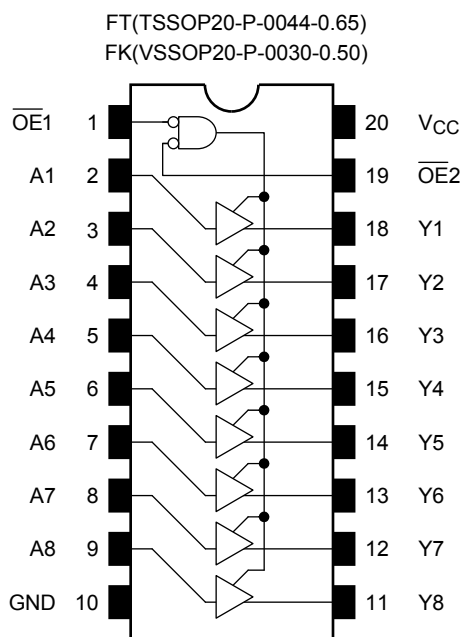 FT(TSSOP20-P-0044-0.65)
FK(VSSOP20-P-0030-0.50)
O̅E̅1 1 20 VCC
A1 2 19 O̅E̅2
A2 3 18 Y1
A3 4 17 Y2
A4 5 16 Y3
A5 6 15 Y4
A6 7 14 Y5
A7 8 13 Y6
A8 9 12 Y7
GND 10 11 Y8